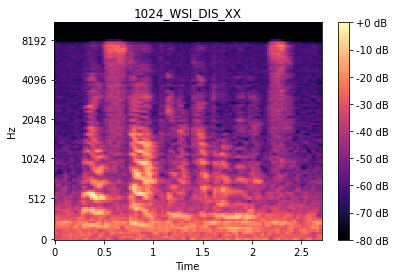 1024_WSI_DIS_XX
+0 dB
8192
-10 dB
4096
-20 dB
-30 dB
2048
Hz
-40 dB
1024
-50 dB
512
-60 dB
-70 dB
0
-80 dB
0 0.5 1 1.5 2 2.5
Time